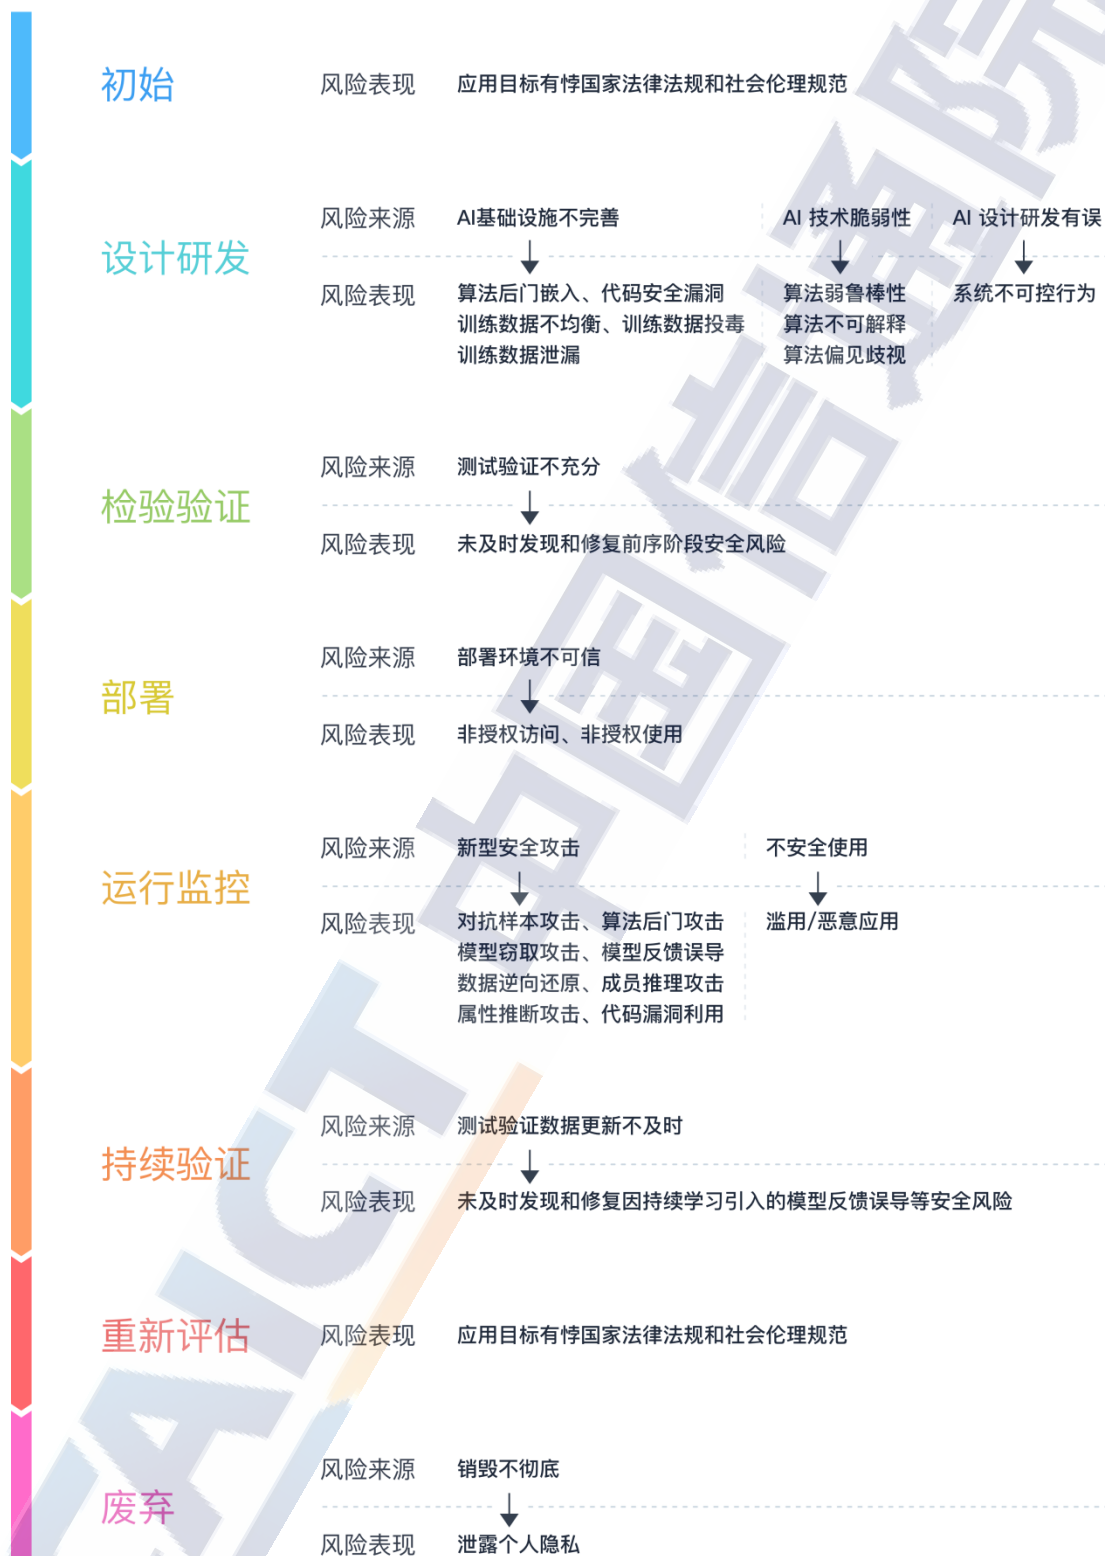 初始
风险表现 应用目标有悖国家法律法规和社会伦理规范
设计研发
风险来源 AI基础设施不完善 AI 技术脆弱性 AI 设计研发有误
风险表现 算法后门嵌入、代码安全漏洞 算法弱鲁棒性 系统不可控行为
训练数据不均衡、训练数据投毒 算法不可解释
训练数据泄漏 算法偏见歧视
检验验证
风险来源 测试验证不充分
风险表现 未及时发现和修复前序阶段安全风险
部署
风险来源 部署环境不可信
风险表现 非授权访问、非授权使用
运行监控
风险来源 新型安全攻击 不安全使用
风险表现 对抗样本攻击、算法后门攻击 滥用/恶意应用
模型窃取攻击、模型反馈误导
数据逆向还原、成员推理攻击
属性推断攻击、代码漏洞利用
持续验证
风险来源 测试验证数据更新不及时
风险表现 未及时发现和修复因持续学习引入的模型反馈误导等安全风险
重新评估
风险表现 应用目标有悖国家法律法规和社会伦理规范
废弃
风险来源 销毁不彻底
风险表现 泄露个人隐私
CAICT 中国信通院